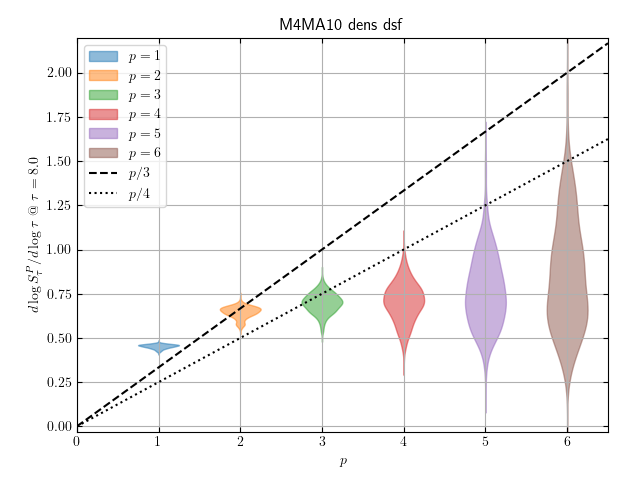 M4MA10 dens dsf
p = 1
p = 2
p = 3
p = 4
p = 5
p = 6
p/3
p/4
d log S_τ^P / d log τ @ τ = 8.0
2.00
1.75
1.50
1.25
1.00
0.75
0.50
0.25
0.00
0 1 2 3 4 5 6
p